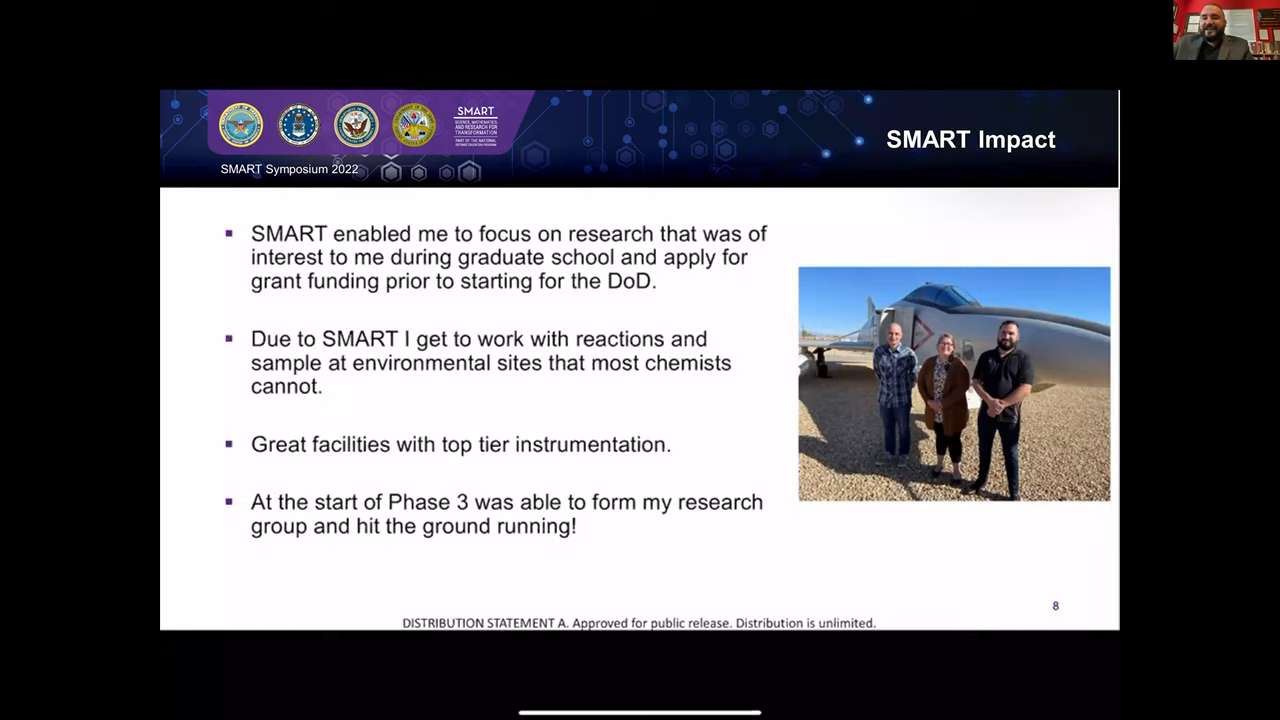 SMART
SCIENCE, MATHEMATICS,
AND RESEARCH FOR
TRANSFORMATION
PART OF THE NATIONAL
DEFENSE EDUCATION PROGRAM
SMART Impact
SMART Symposium 2022
SMART enabled me to focus on research that was of
interest to me during graduate school and apply for
grant funding prior to starting for the DoD.
Due to SMART I get to work with reactions and
sample at environmental sites that most chemists
cannot.
Great facilities with top tier instrumentation.
At the start of Phase 3 was able to form my research
group and hit the ground running!
8
DISTRIBUTION STATEMENT A. Approved for public release. Distribution is unlimited.